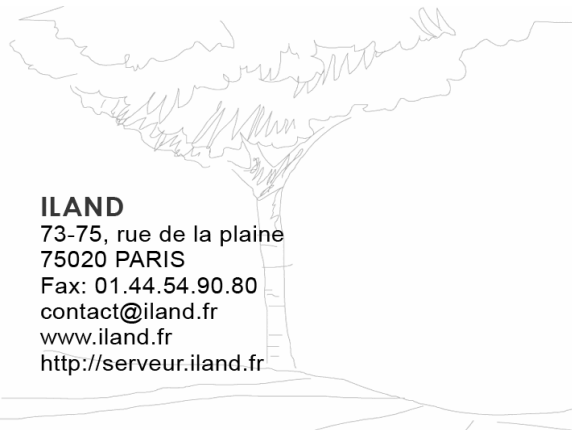 ILAND
73-75, rue de la plaine
75020 PARIS
Fax: 01.44.54.90.80
contact@iland.fr
www.iland.fr
http://serveur.iland.fr